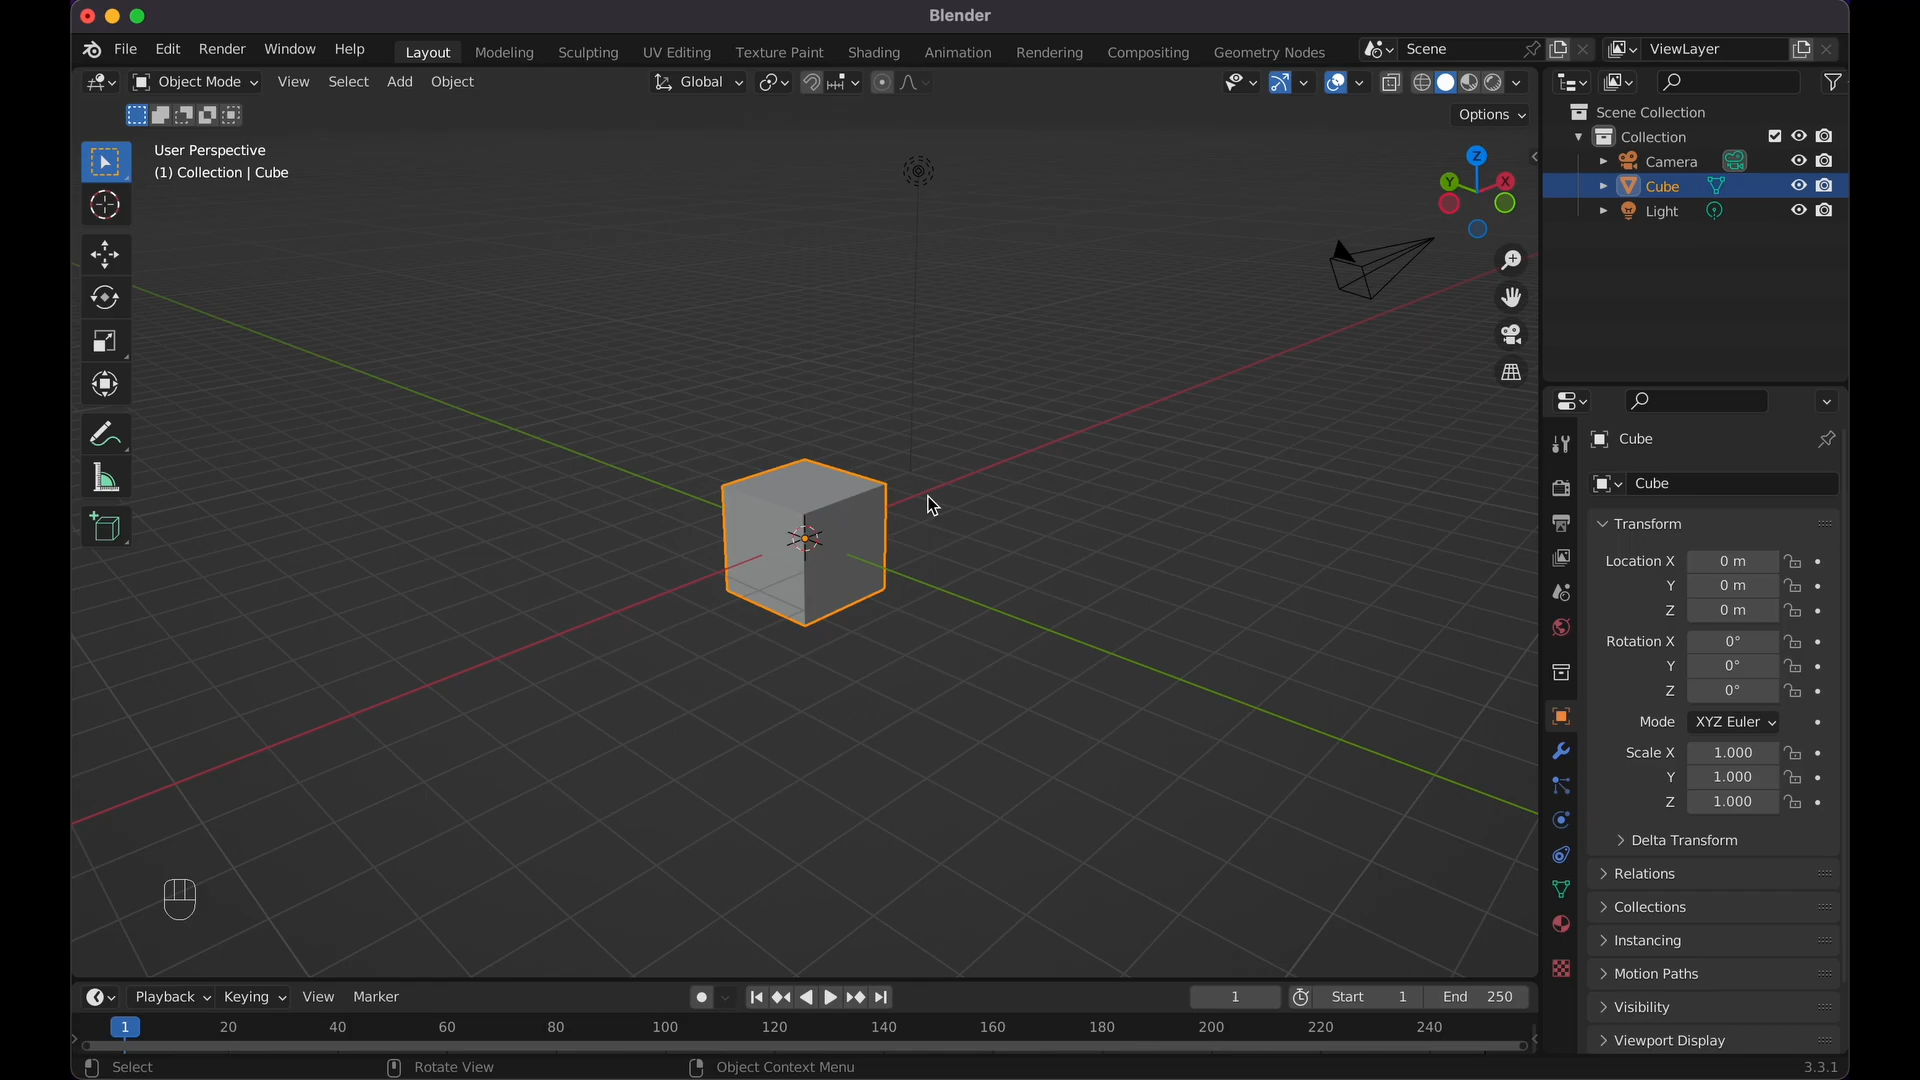 Blender
File Edit Render Window Help Layout Modeling Sculpting UV Editing Texture Paint Shading Animation Rendering Compositing Geometry Nodes Scene ViewLayer
Object Mode View Select Add Object Global
Options
User Perspective
(1) Collection | Cube
Z
Y X
Scene Collection
Collection
Camera
Cube
Light
Cube
Cube
Transform
Location X 0 m
Y 0 m
Z 0 m
Rotation X 0°
Y 0°
Z 0°
Mode XYZ Euler
Scale X 1.000
Y 1.000
Z 1.000
Delta Transform
Relations
Collections
Instancing
Motion Paths
Visibility
Viewport Display
Playback Keying View Marker 1 Start 1 End 250
1 20 40 60 80 100 120 140 160 180 200 220 240
Select Rotate View Object Context Menu 3.3.1